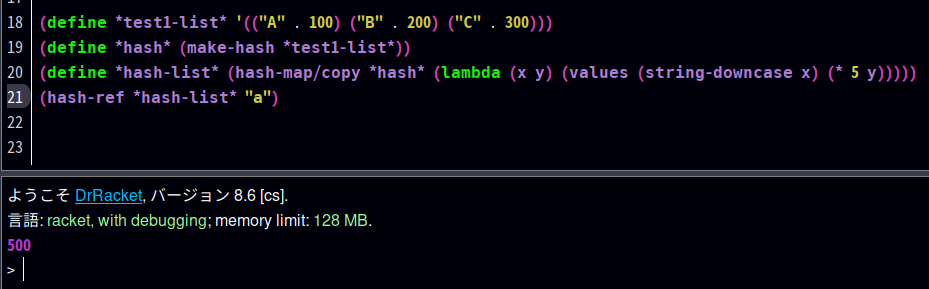 17
18 (define *test1-list* '(("A" . 100) ("B" . 200) ("C" . 300)))
19 (define *hash* (make-hash *test1-list*))
20 (define *hash-list* (hash-map/copy *hash* (lambda (x y) (values (string-downcase x) (* 5 y)))))
21 (hash-ref *hash-list* "a")
22
23
ようこそ DrRacket, バージョン 8.6 [cs].
言語: racket, with debugging; memory limit: 128 MB.
500
>